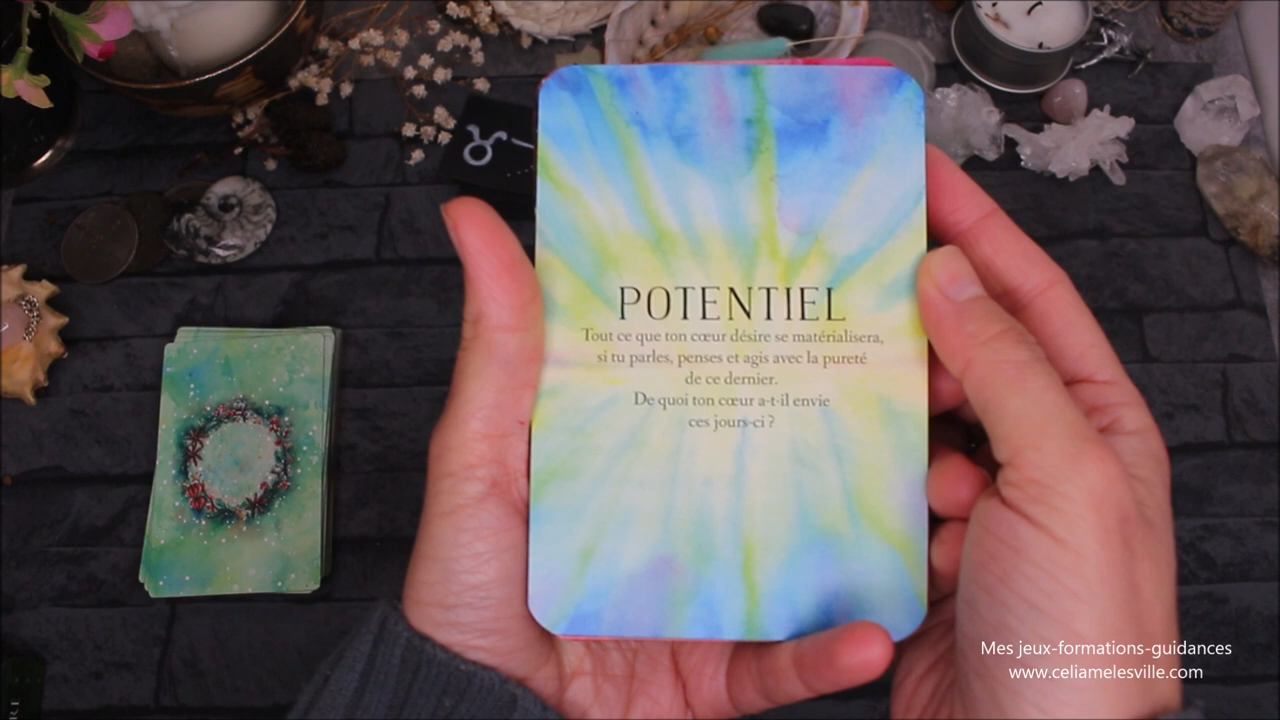 POTENTIEL
Tout ce que ton cœur désire se matérialisera,
si tu parles, penses et agis avec la pureté
de ce dernier.
De quoi ton cœur a-t-il envie
ces jours-ci ?
Mes jeux-formations-guidances
www.celiamelesville.com